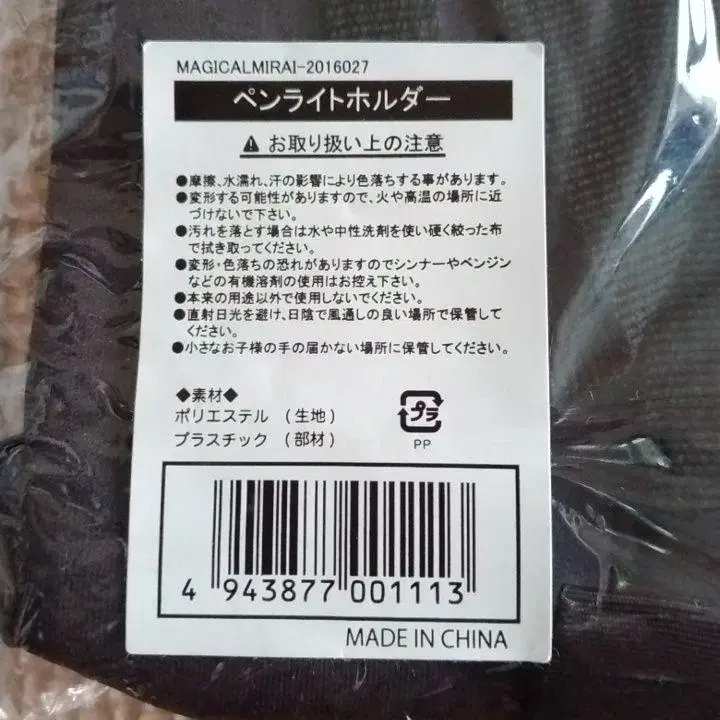 MAGICALMIRAI-2016027
ペンライトホルダー
⚠ お取り扱い上の注意
●摩擦、水濡れ、汗の影響により色落ちする事があります。
●変形する可能性がありますので、火や高温の場所に近
づけないで下さい。
●汚れを落とす場合は水や中性洗剤を使い硬く絞った布
で拭き取ってください。
●変形・色落ちの恐れがありますのでシンナーやベンジン
などの有機溶剤の使用はお控え下さい。
●本来の用途以外で使用しないでください。
●直射日光を避け、日陰で風通しの良い場所で保管して
ください。
●小さなお子様の手の届かない場所に保管してください。
◆素材◆
ポリエステル （生地）
プラスチック （部材）
プラ
PP
4 943877 001113
MADE IN CHINA